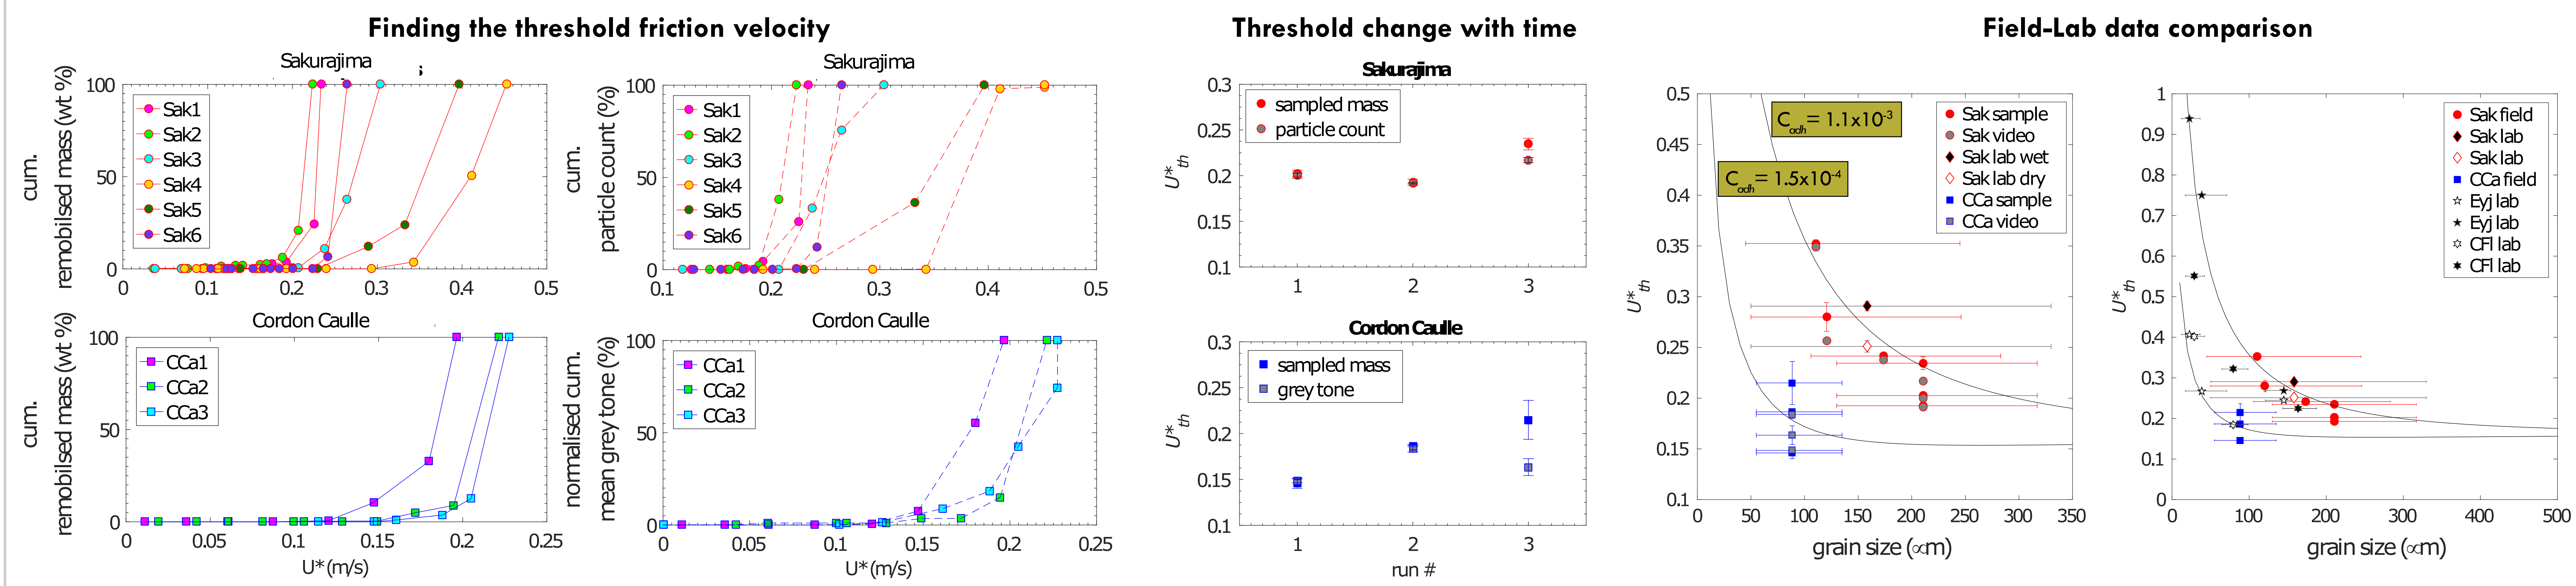 Finding the threshold friction velocity
Threshold change with time
Field-Lab data comparison
Sakurajima
s
cum.
remobilsed mass (wt %)
100
50
0
Sak1
Sak2
Sak3
Sak4
Sak5
Sak6
0 0.1 0.2 0.3 0.4 0.5
Sakurajima
cum.
particle count (%)
100
50
0
Sak1
Sak2
Sak3
Sak4
Sak5
Sak6
0.1 0.2 0.3 0.4 0.5
Cordon Caulle
cum.
remobilsed mass (wt %)
100
50
0
CCa1
CCa2
CCa3
0 0.1 0.15 0.2 0.25
U* (m/s)
Cordon Caulle
normalised cum.
mean grey tone (%)
100
50
0
CCa1
CCa2
CCa3
0 0.05 0.1 0.15 0.2 0.25
U* (m/s)
Sakurajima
U*th
0.3
0.25
0.2
0.15
0.1
sampled mass
particle count
1 2 3
Cordon Caulle
U*th
0.3
0.25
0.2
0.15
0.1
sampled mass
grey tone
1 2 3
run #
U*th
0.5
0.45
0.4
0.35
0.3
0.25
0.2
0.15
0.1
Cadh = 1.1x10-3
Cadh = 1.5x10-4
Sak sample
Sak video
Sak lab wet
Sak lab dry
CCa sample
CCa video
0 50 100 150 200 250 300 350
grain size (∝m)
U*th
1
0.9
0.8
0.7
0.6
0.5
0.4
0.3
0.2
0.1
0
Sak field
Sak lab
Sak lab
CCa field
Eyj lab
Eyj lab
CFl lab
CFl lab
0 100 200 300 400 500
grain size (∝m)